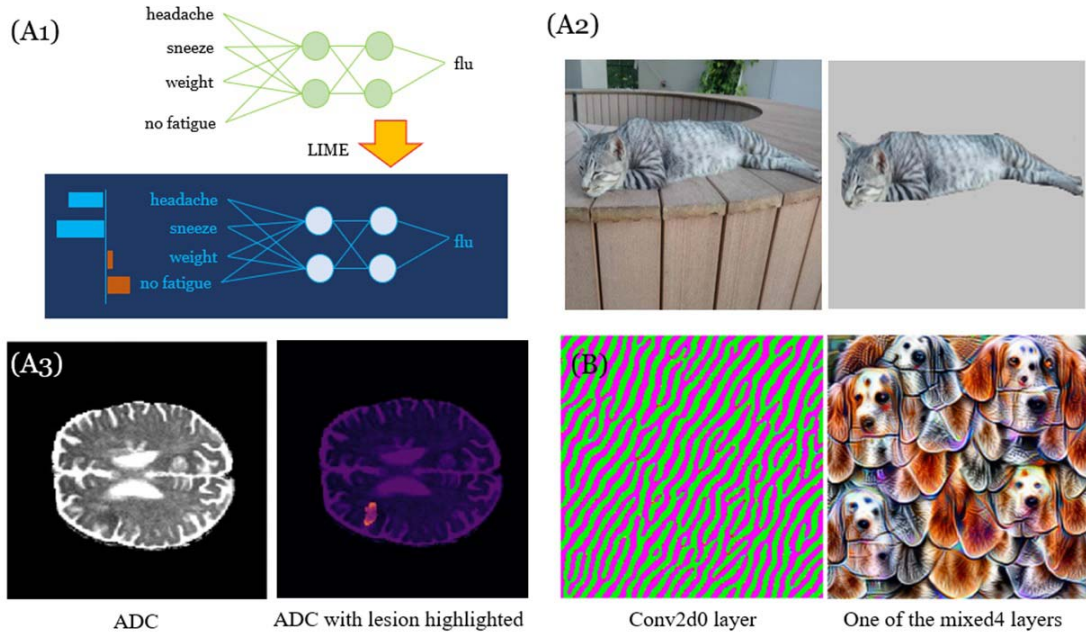 (A1)
headache
sneeze
weight
no fatigue
flu
LIME
headache
sneeze
weight
no fatigue
flu
(A2)
(A3)
ADC
ADC with lesion highlighted
(B)
Conv2d0 layer
One of the mixed4 layers